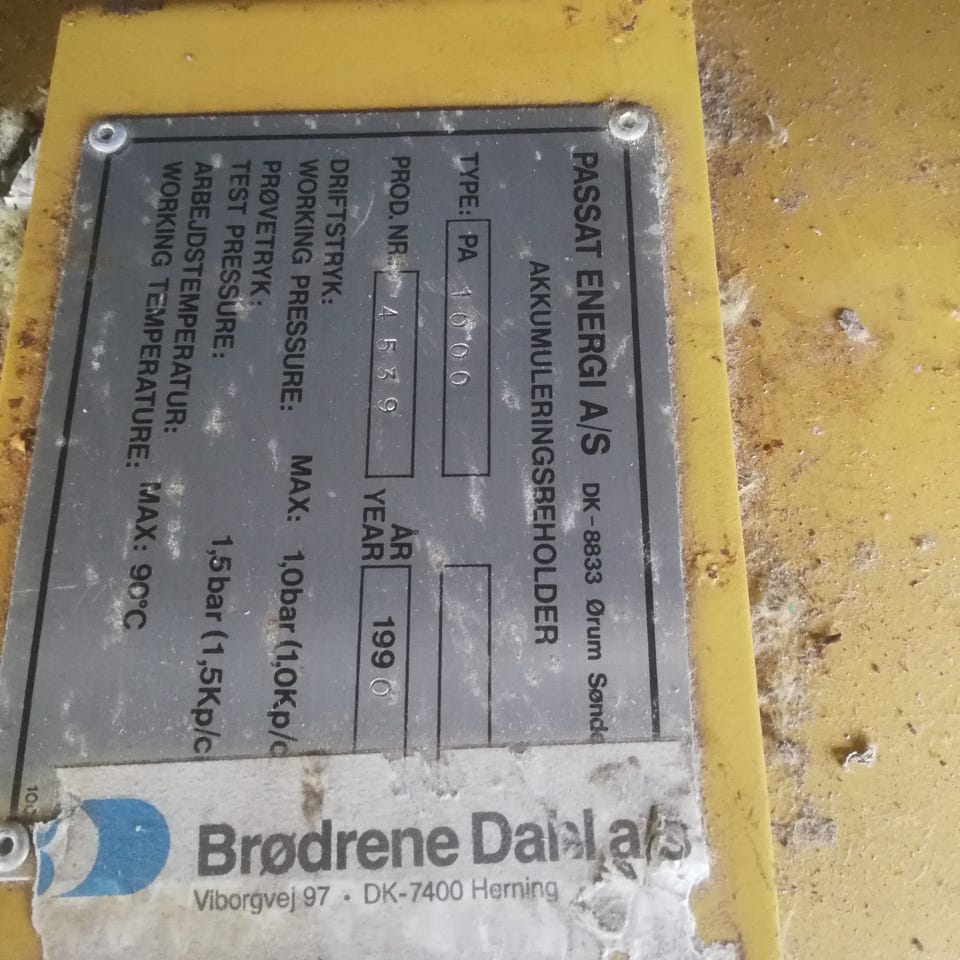 PASSAT ENERGI A/S DK-8833 Ørum Sønde
AKKUMULERINGSBEHOLDER
TYPE: PA 1000
PROD.NR. 4539 ÅR YEAR 1990
DRIFTSTRYK:
WORKING PRESSURE: MAX: 1,0bar (1,0Kp/c
PRØVETRYK:
TEST PRESSURE: 1,5bar (1,5Kp/c
ARBEJDSTEMPERATUR:
WORKING TEMPERATURE: MAX: 90°C
Brødrene Dahl a/s
Viborgvej 97 · DK-7400 Herning